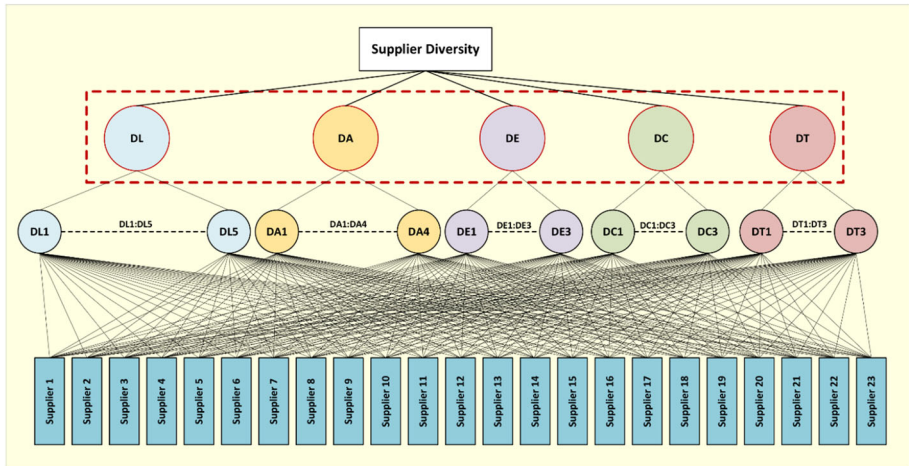 Supplier Diversity
DL DA DE DC DT
DL1 DL1:DL5 DL5 DA1 DA1:DA4 DA4 DE1 DE1:DE3 DE3 DC1 DC1:DC3 DC3 DT1 DT1:DT3 DT3
Supplier 1
Supplier 2
Supplier 3
Supplier 4
Supplier 5
Supplier 6
Supplier 7
Supplier 8
Supplier 9
Supplier 10
Supplier 11
Supplier 12
Supplier 13
Supplier 14
Supplier 15
Supplier 16
Supplier 17
Supplier 18
Supplier 19
Supplier 20
Supplier 21
Supplier 22
Supplier 23